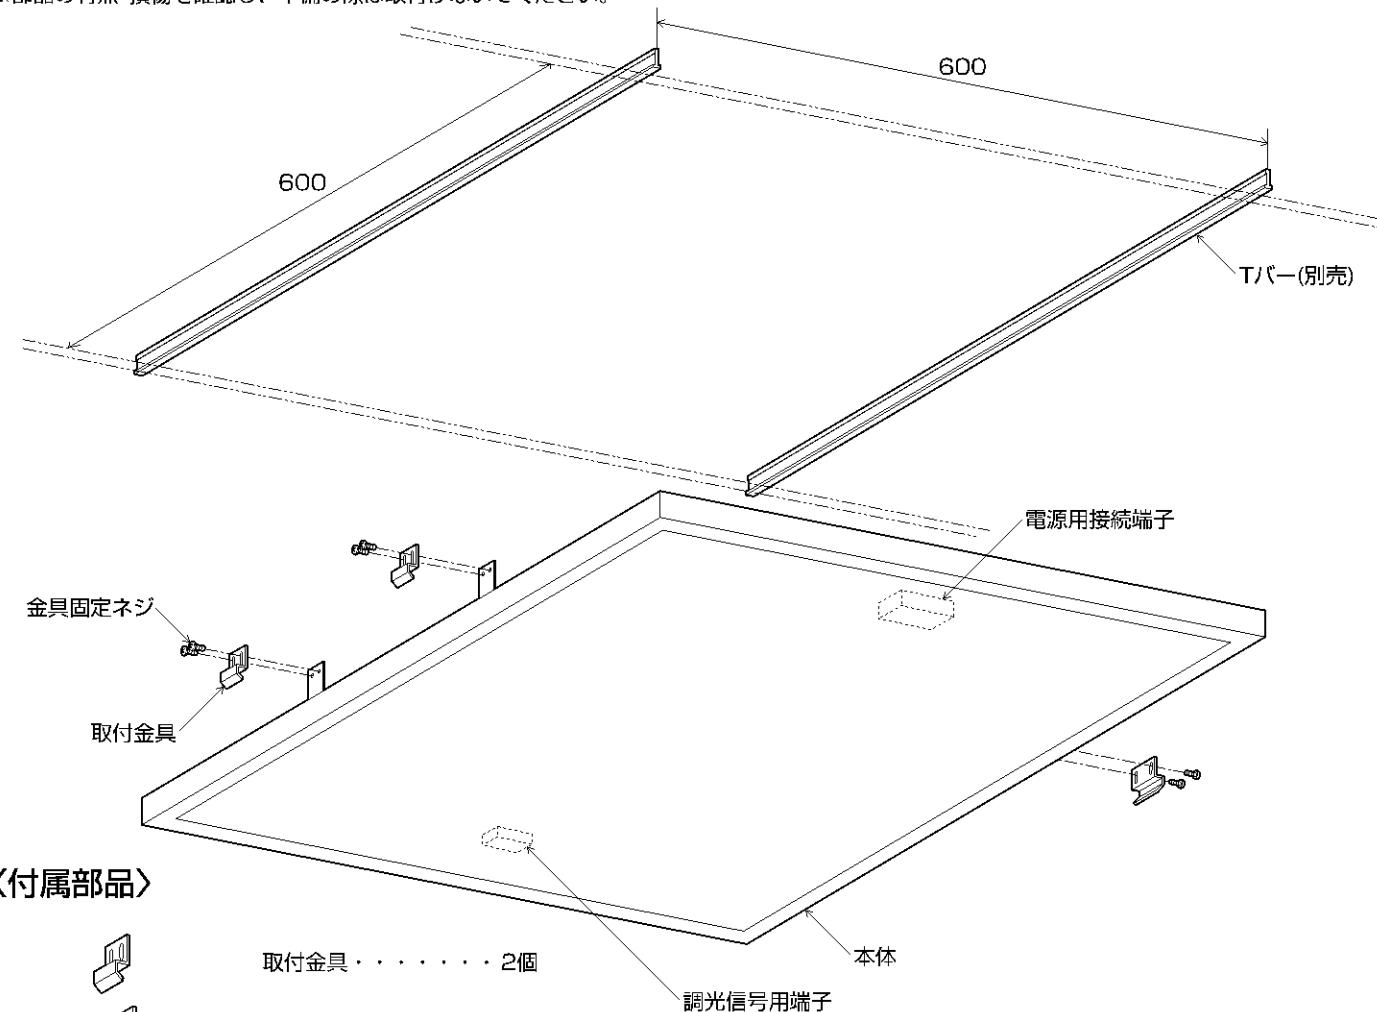 600
600
Tバー(別売)
電源用接続端子
金具固定ネジ
取付金具
〈付属部品〉
取付金具・・・・・・・2個
本体
調光信号用端子